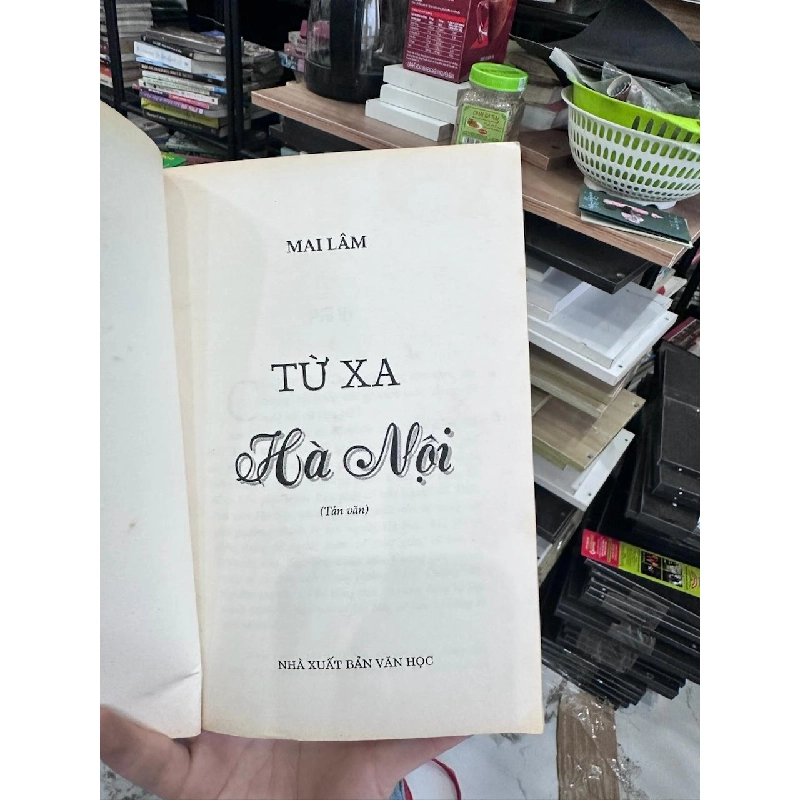 MAI LÂM
TỪ XA
Hà Nội
(Tản văn)
NHÀ XUẤT BẢN VĂN HỌC